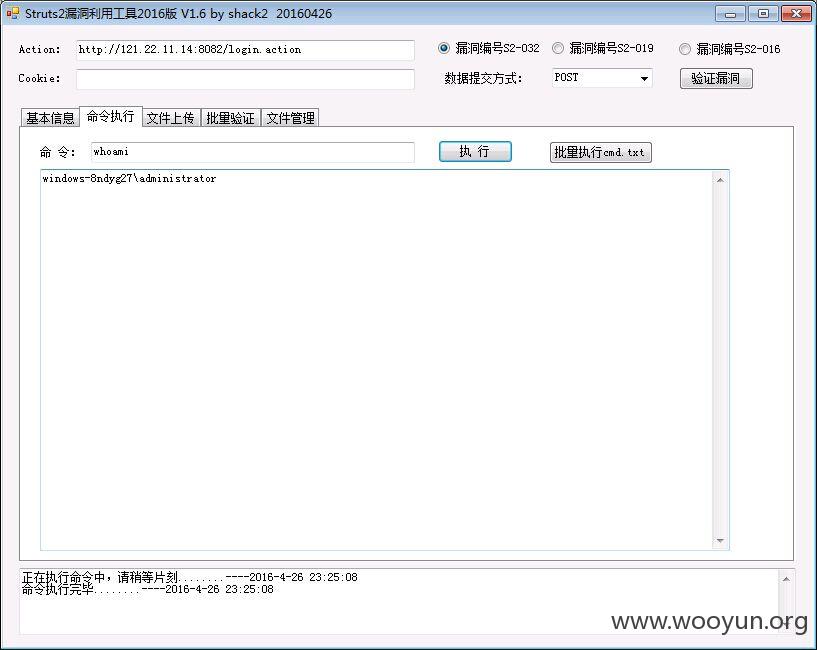 Struts2漏洞利用工具2016版 V1.6 by shack2 20160426
Action: http://121.22.11.14:8082/login.action 漏洞编号S2-032 漏洞编号S2-019 漏洞编号S2-016
Cookie: 数据提交方式: POST 验证漏洞
基本信息 命令执行 文件上传 批量验证 文件管理
命 令: whoami 执 行 批量执行cmd.txt
windows-8ndyg27\administrator
正在执行命令中，请稍等片刻........----2016-4-26 23:25:08
命令执行完毕........----2016-4-26 23:25:08
www.wooyun.org